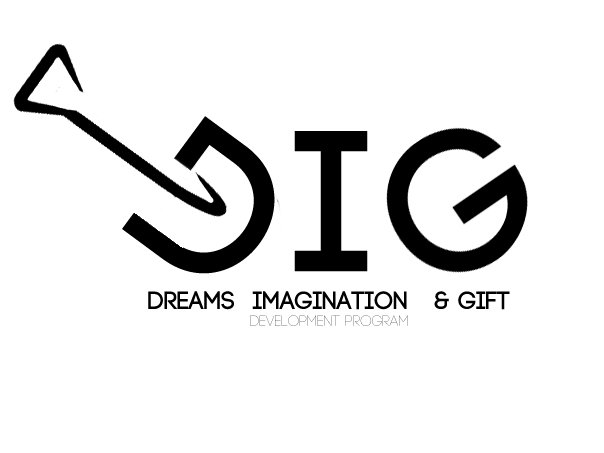 DIG
DREAMS IMAGINATION & GIFT
DEVELOPMENT PROGRAM